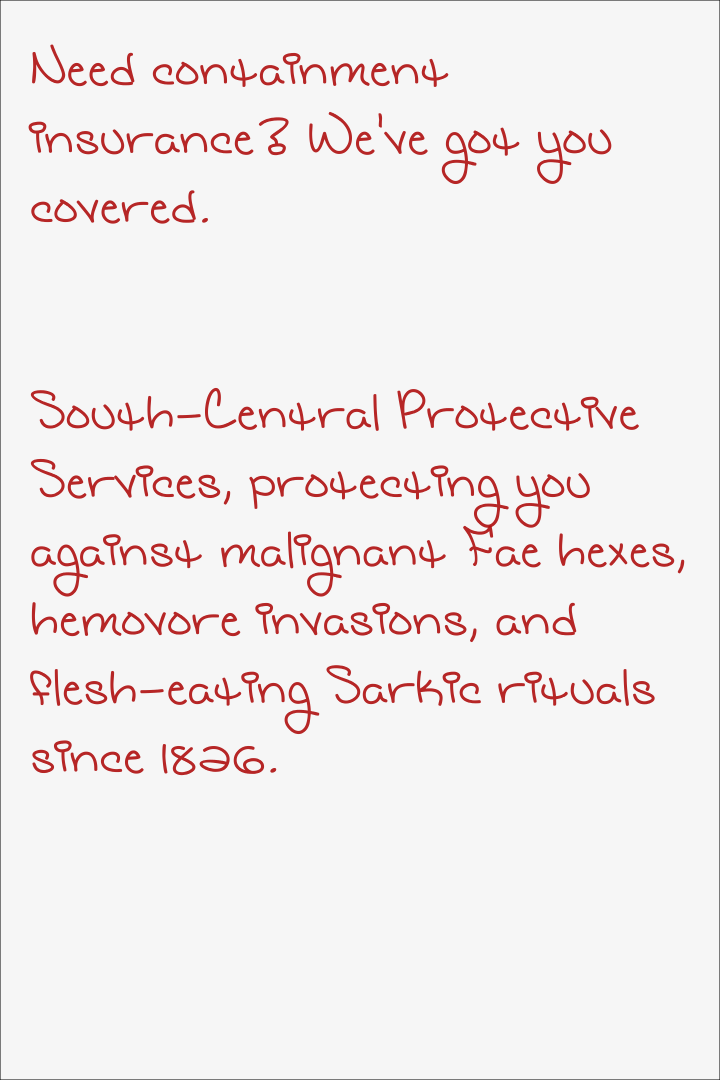 Need containment
insurance? We've got you
covered.
South-Central Protective
Services, protecting you
against malignant Fae hexes,
hemovore invasions, and
flesh-eating Sarkic rituals
since 1826.